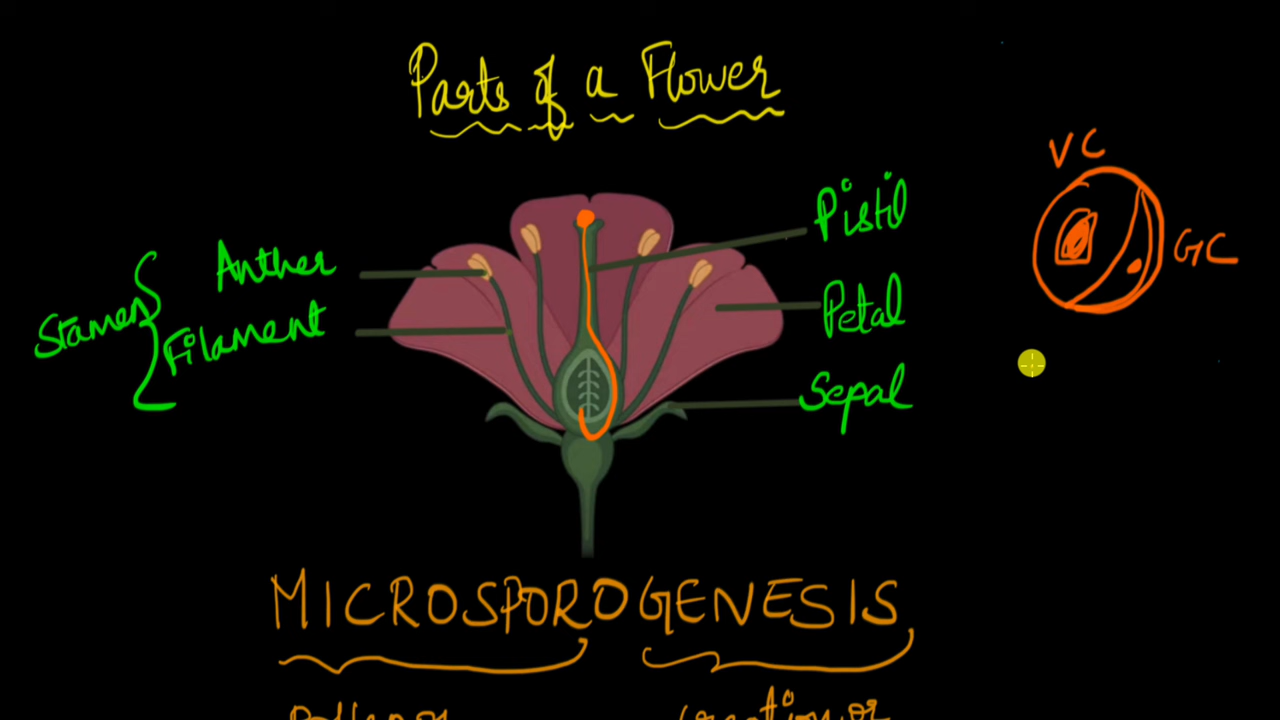 Parts of a Flower
VC
GC
Pistil
Anther
Stamen
Filament
Petal
Sepal
MICROSPOROGENESIS